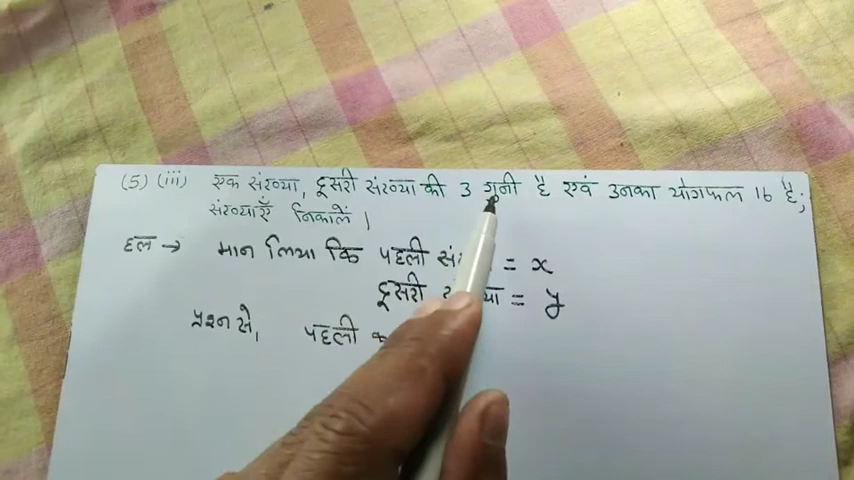 (5) (iii) एक संख्या, दूसरी संख्या की 3 गुनी है एवं उनका योगफल 16 है;
संख्याएँ निकालें।
हल → मान लिया कि पहली = x
दूसरी = y
प्रश्न से, पहली